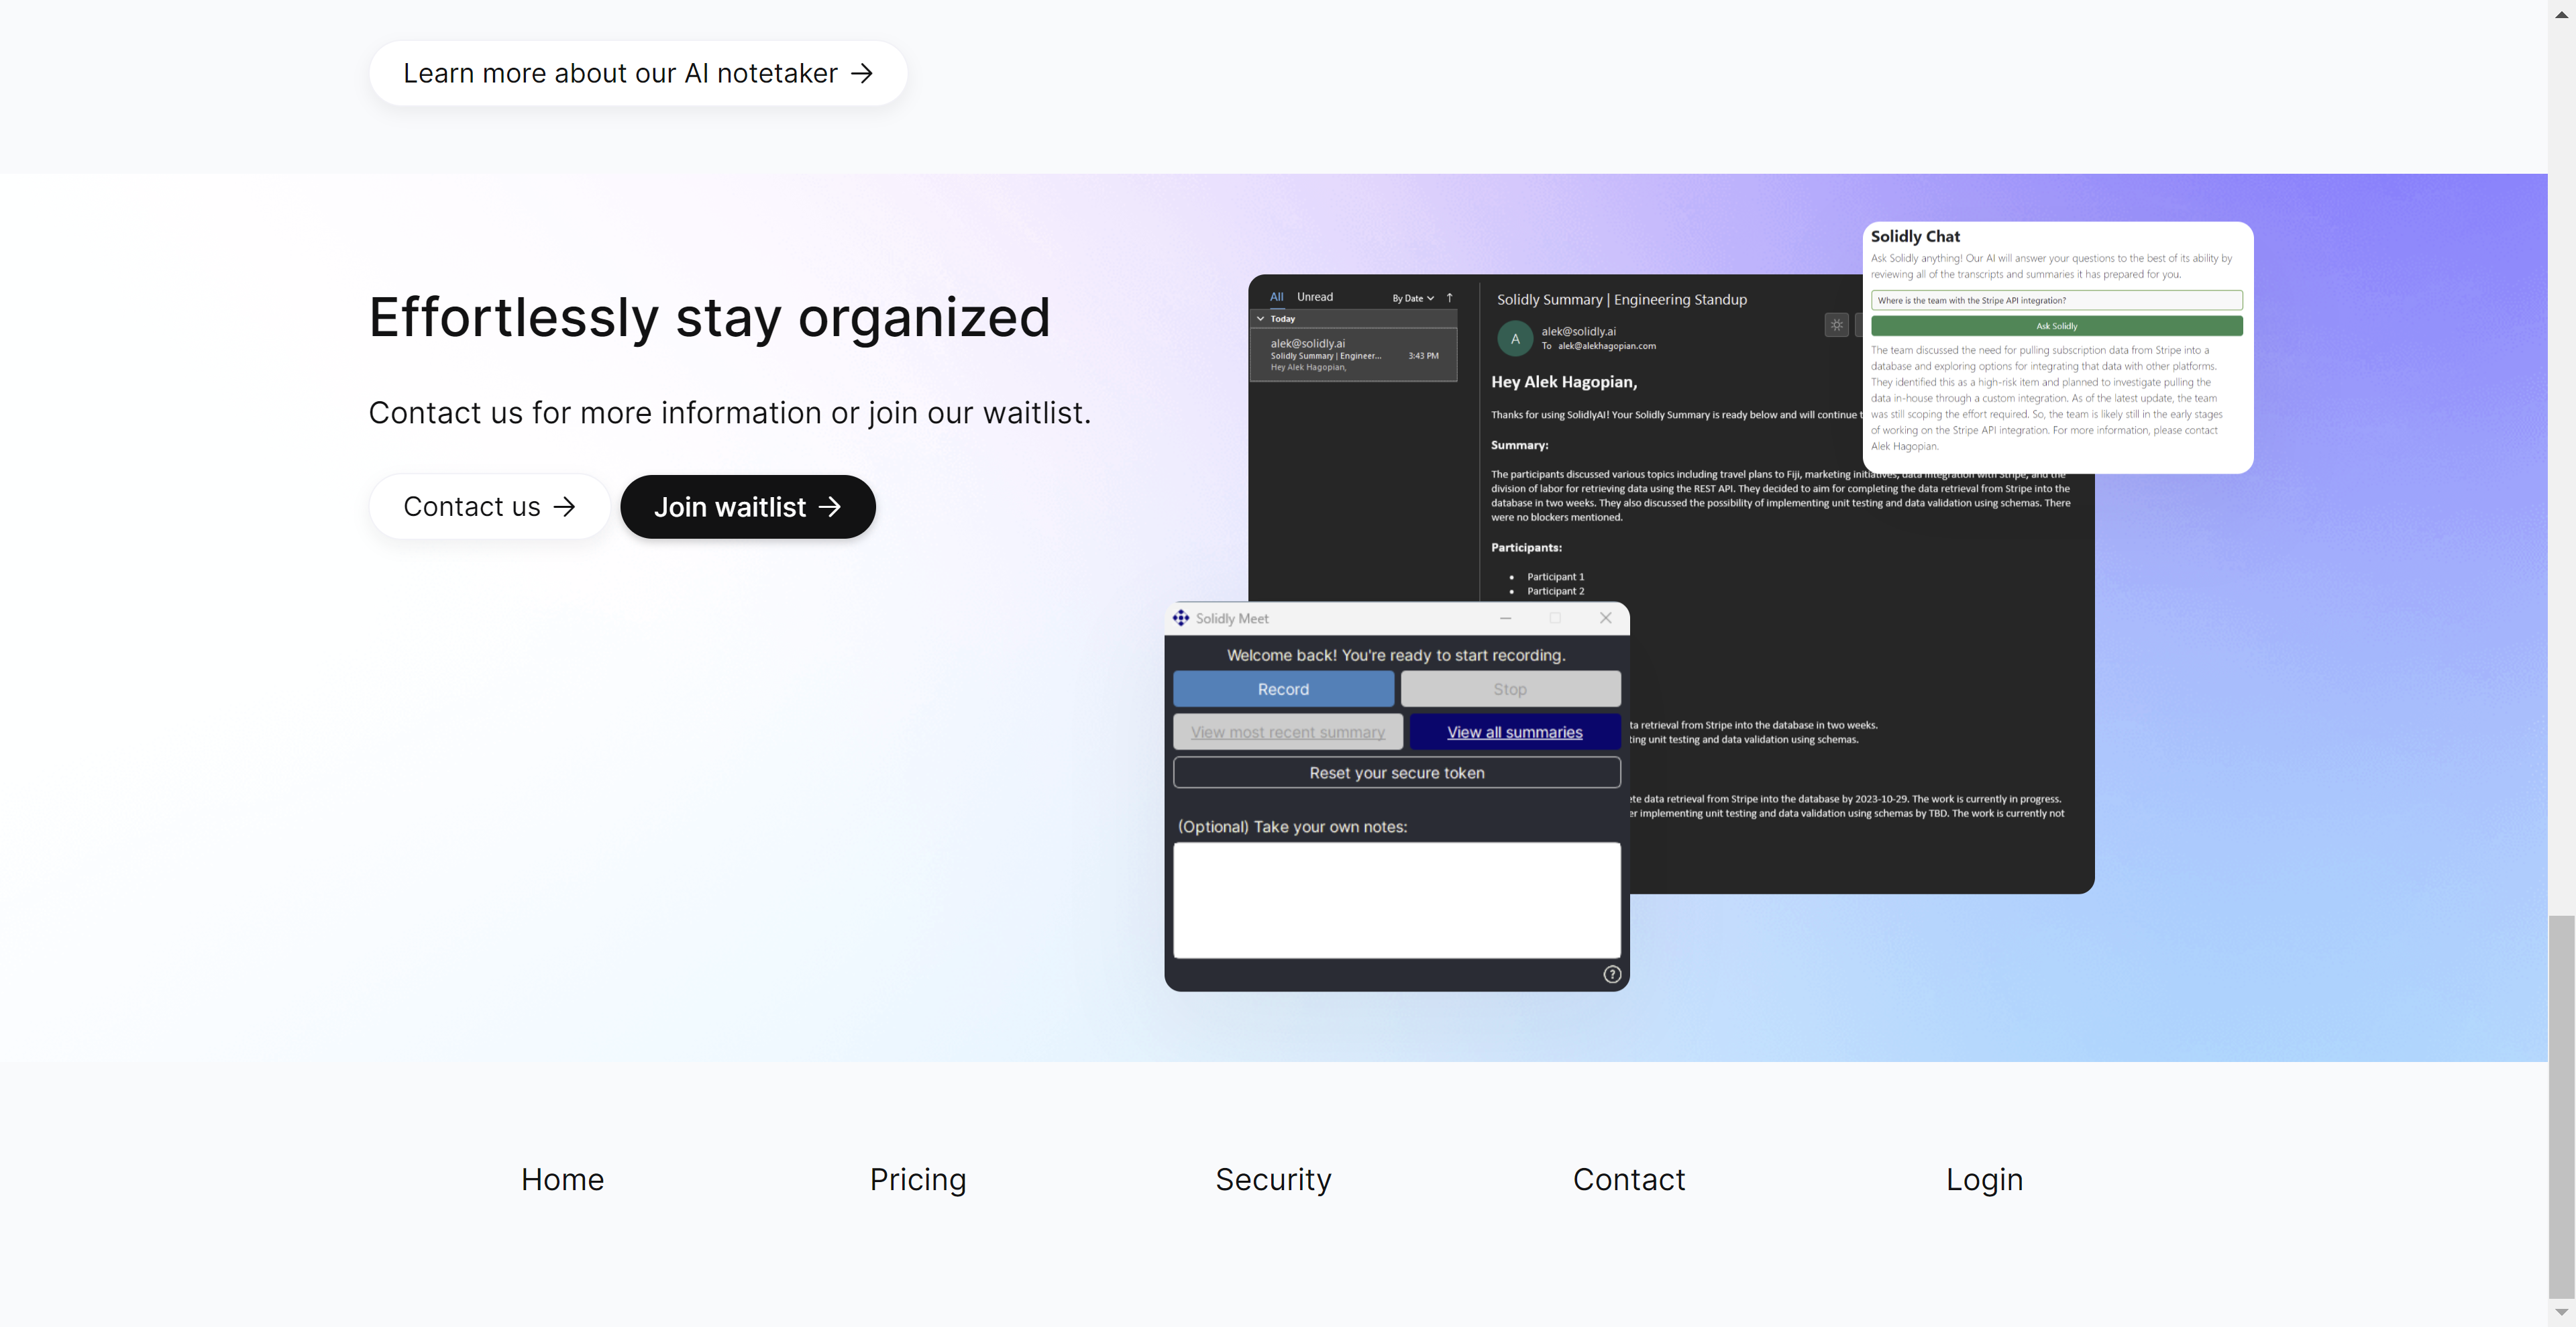 Learn more about our AI notetaker →
Effortlessly stay organized
Contact us for more information or join our waitlist.
Contact us →
Join waitlist →
All Unread By Date ↑
Today
alek@solidly.ai
Solidly Summary | Engineer... 3:43 PM
Hey Alek Hagopian,
Solidly Summary | Engineering Standup
A
alek@solidly.ai
To alek@alekhagopian.com
Hey Alek Hagopian,
Thanks for using SolidlyAI! Your Solidly Summary is ready below and will continue
Summary:
The participants discussed various topics including travel plans to Fiji, marketing initiatives, data integration with Stripe, and the
division of labor for retrieving data using the REST API. They decided to aim for completing the data retrieval from Stripe into the
database in two weeks. They also discussed the possibility of implementing unit testing and data validation using schemas. There
were no blockers mentioned.
Participants:
• Participant 1
• Participant 2
ta retrieval from Stripe into the database in two weeks.
ting unit testing and data validation using schemas.
ete data retrieval from Stripe into the database by 2023-10-29. The work is currently in progress.
er implementing unit testing and data validation using schemas by TBD. The work is currently not
Solidly Chat
Ask Solidly anything! Our AI will answer your questions to the best of its ability by
reviewing all of the transcripts and summaries it has prepared for you.
Where is the team with the Stripe API integration?
Ask Solidly
The team discussed the need for pulling subscription data from Stripe into a
database and exploring options for integrating that data with other platforms.
They identified this as a high-risk item and planned to investigate pulling the
data in-house through a custom integration. As of the latest update, the team
was still scoping the effort required. So, the team is likely still in the early stages
of working on the Stripe API integration. For more information, please contact
Alek Hagopian.
Solidly Meet
Welcome back! You're ready to start recording.
Record
Stop
View most recent summary
View all summaries
Reset your secure token
(Optional) Take your own notes:
?
Home
Pricing
Security
Contact
Login